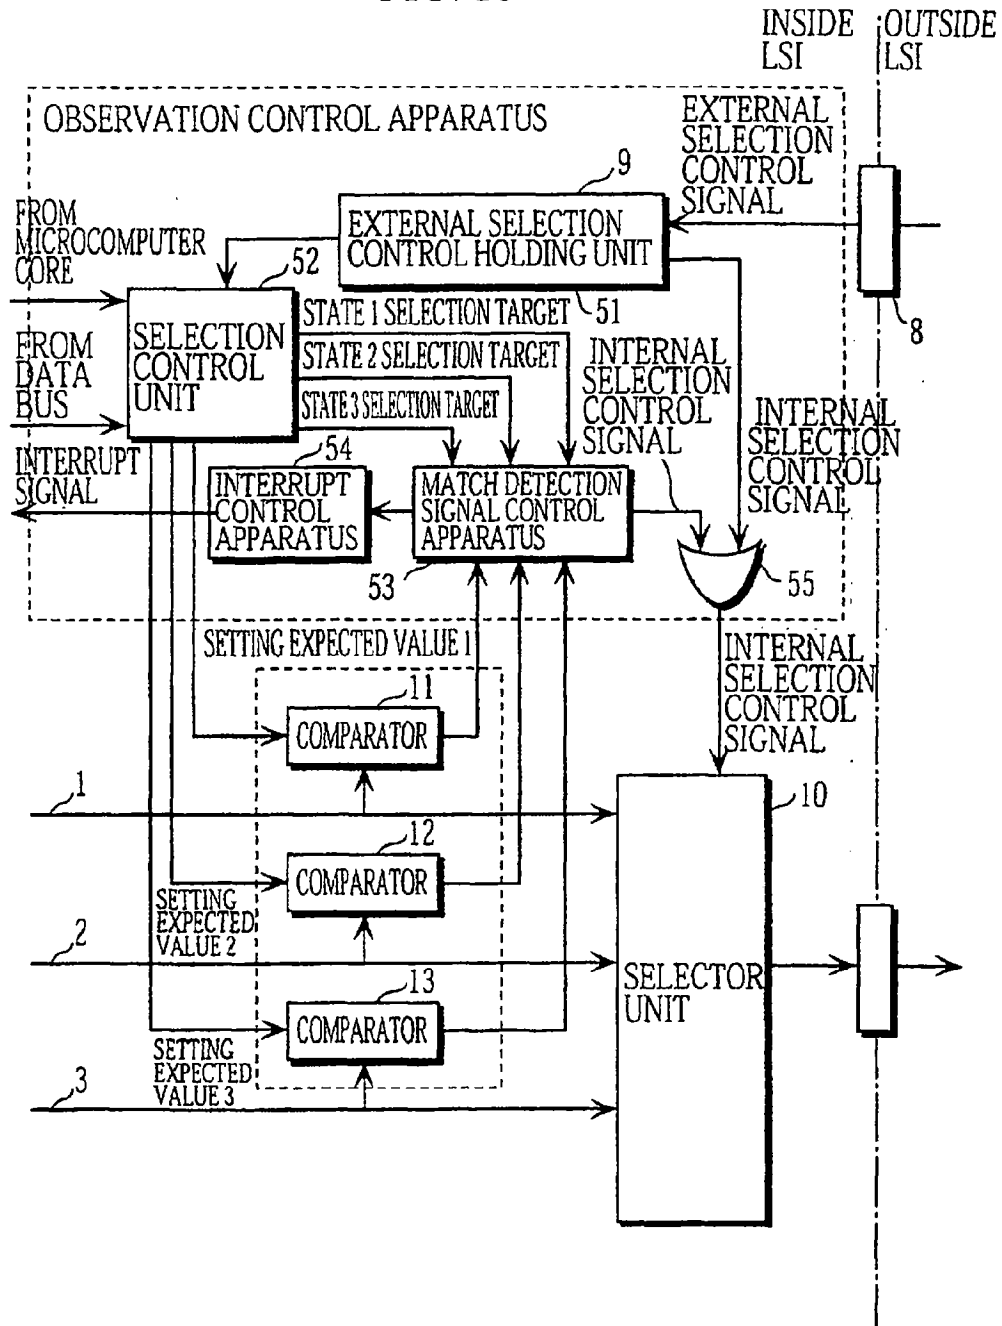 INSIDE LSI
OUTSIDE LSI
OBSERVATION CONTROL APPARATUS
EXTERNAL
SELECTION
CONTROL
SIGNAL
9
EXTERNAL SELECTION
CONTROL HOLDING UNIT
51
8
FROM
MICROCOMPUTER
CORE
52
SELECTION
CONTROL
UNIT
STATE 1 SELECTION TARGET
STATE 2 SELECTION TARGET
STATE 3 SELECTION TARGET
FROM
DATA
BUS
INTERNAL
SELECTION
CONTROL
SIGNAL
INTERNAL
SELECTION
CONTROL
SIGNAL
INTERRUPT
SIGNAL
54
INTERRUPT
CONTROL
APPARATUS
MATCH DETECTION
SIGNAL CONTROL
APPARATUS
53
55
SETTING EXPECTED VALUE 1
INTERNAL
SELECTION
CONTROL
SIGNAL
11
COMPARATOR
1
10
12
COMPARATOR
SETTING
EXPECTED
VALUE 2
2
SELECTOR
UNIT
13
COMPARATOR
SETTING
EXPECTED
VALUE 3
3